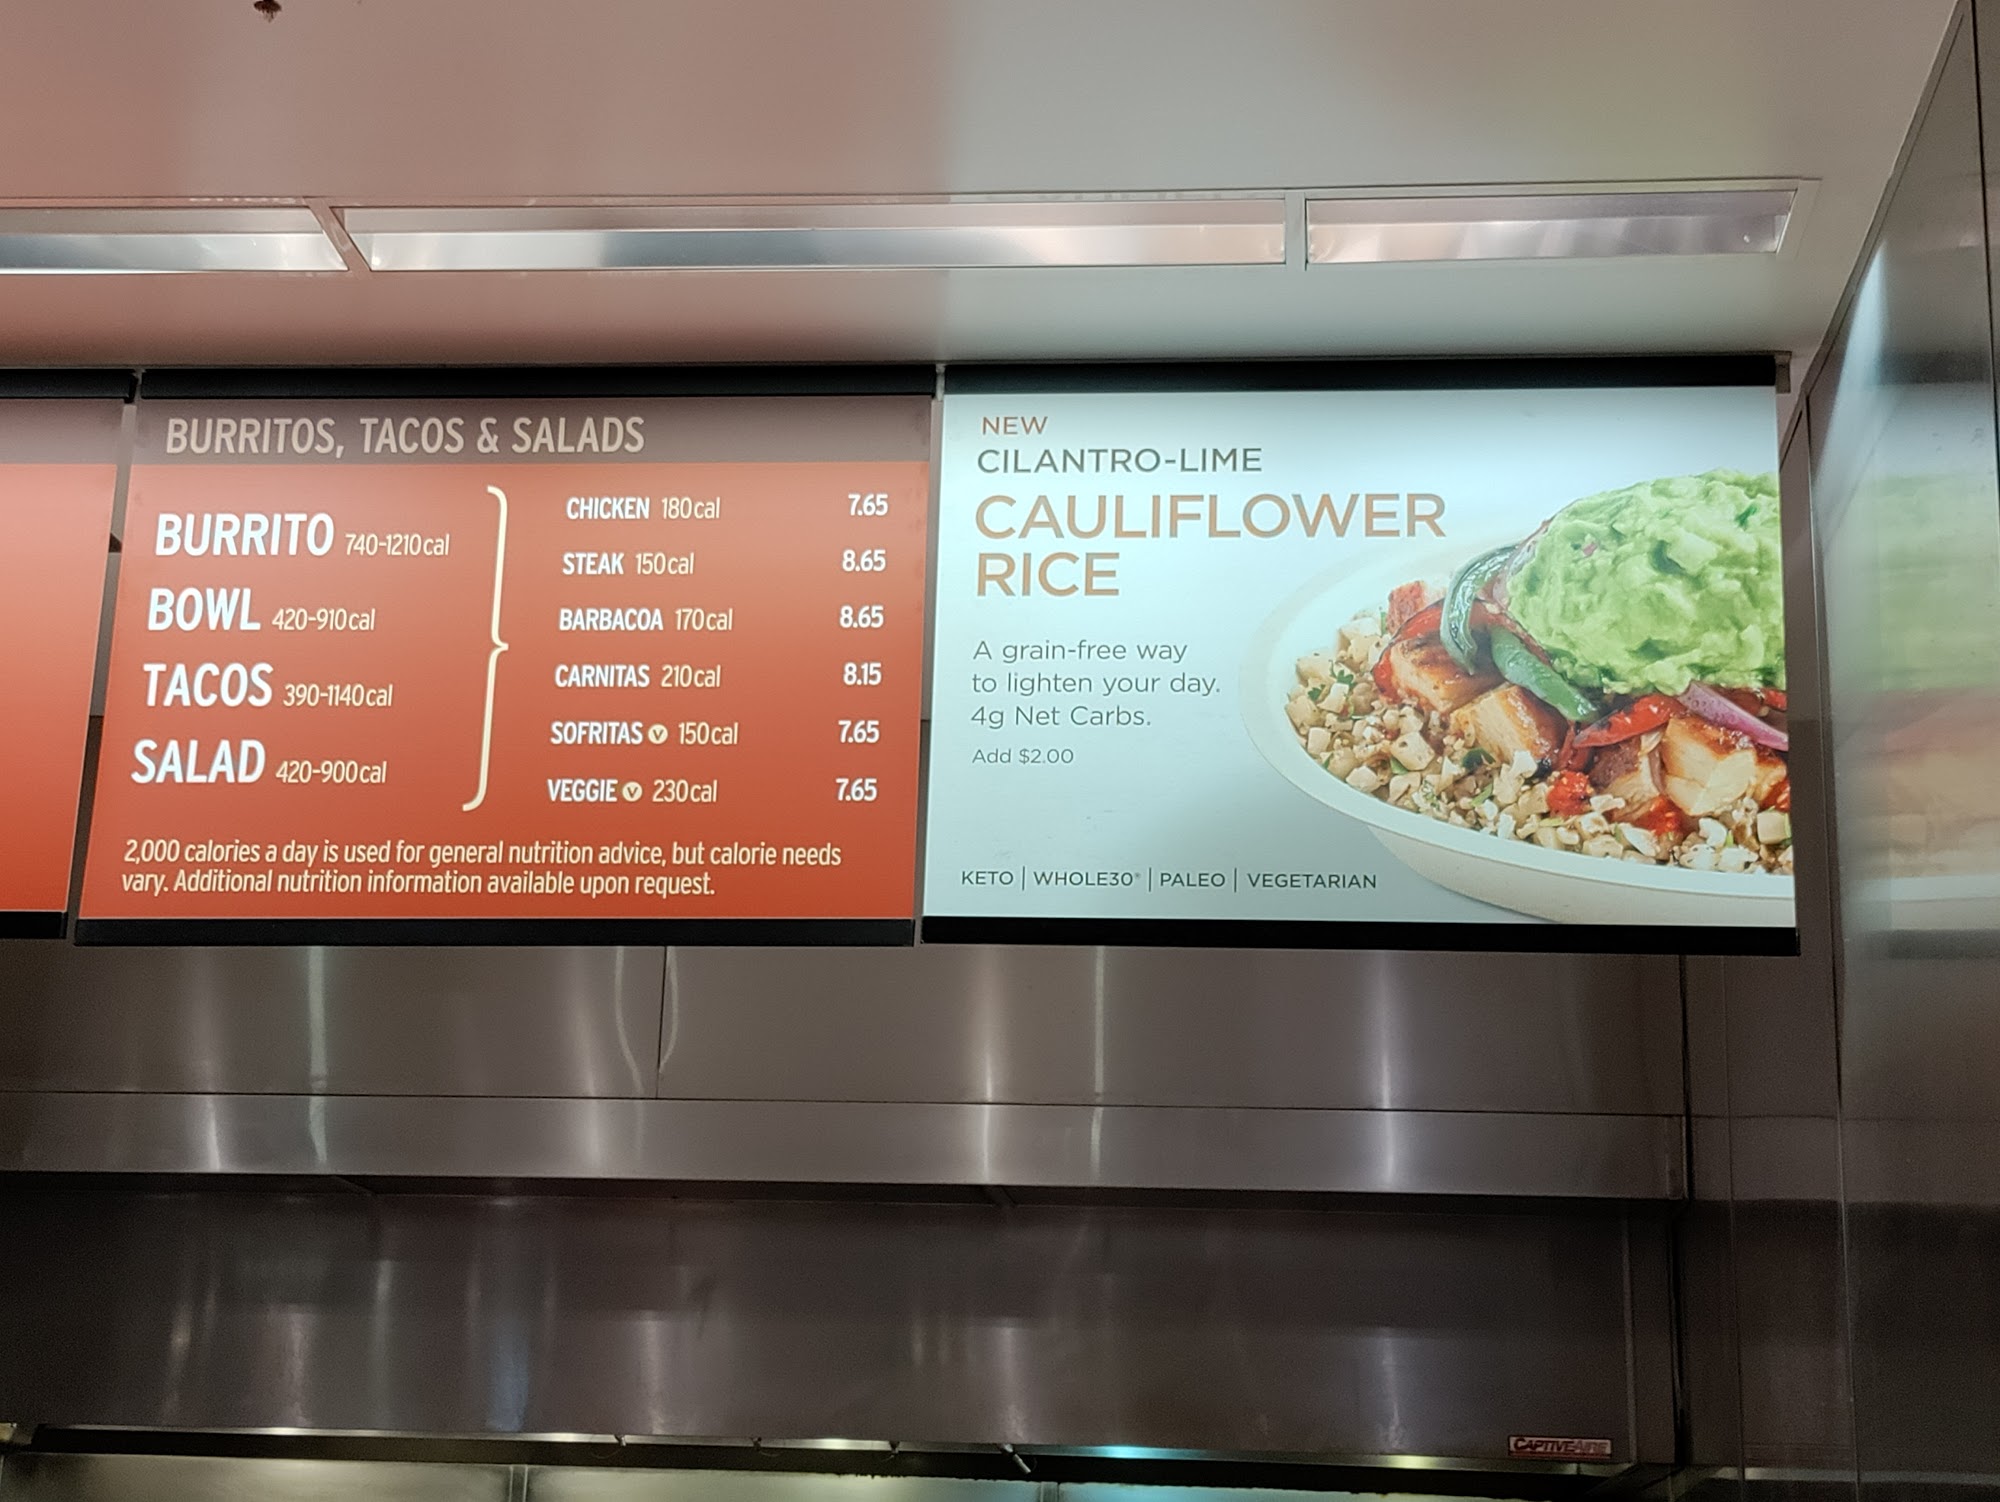 BURRITOS, TACOS & SALADS
BURRITO 740-1210cal
BOWL 420-910cal
TACOS 390-1140cal
SALAD 420-900cal
CHICKEN 180cal 7.65
STEAK 150cal 8.65
BARBACOA 170cal 8.65
CARNITAS 210cal 8.15
SOFRITAS V 150cal 7.65
VEGGIE V 230cal 7.65
2,000 calories a day is used for general nutrition advice, but calorie needs
vary. Additional nutrition information available upon request.
NEW
CILANTRO-LIME
CAULIFLOWER
RICE
A grain-free way
to lighten your day.
4g Net Carbs.
Add $2.00
KETO | WHOLE30® | PALEO | VEGETARIAN
CAPTIVEAIRE